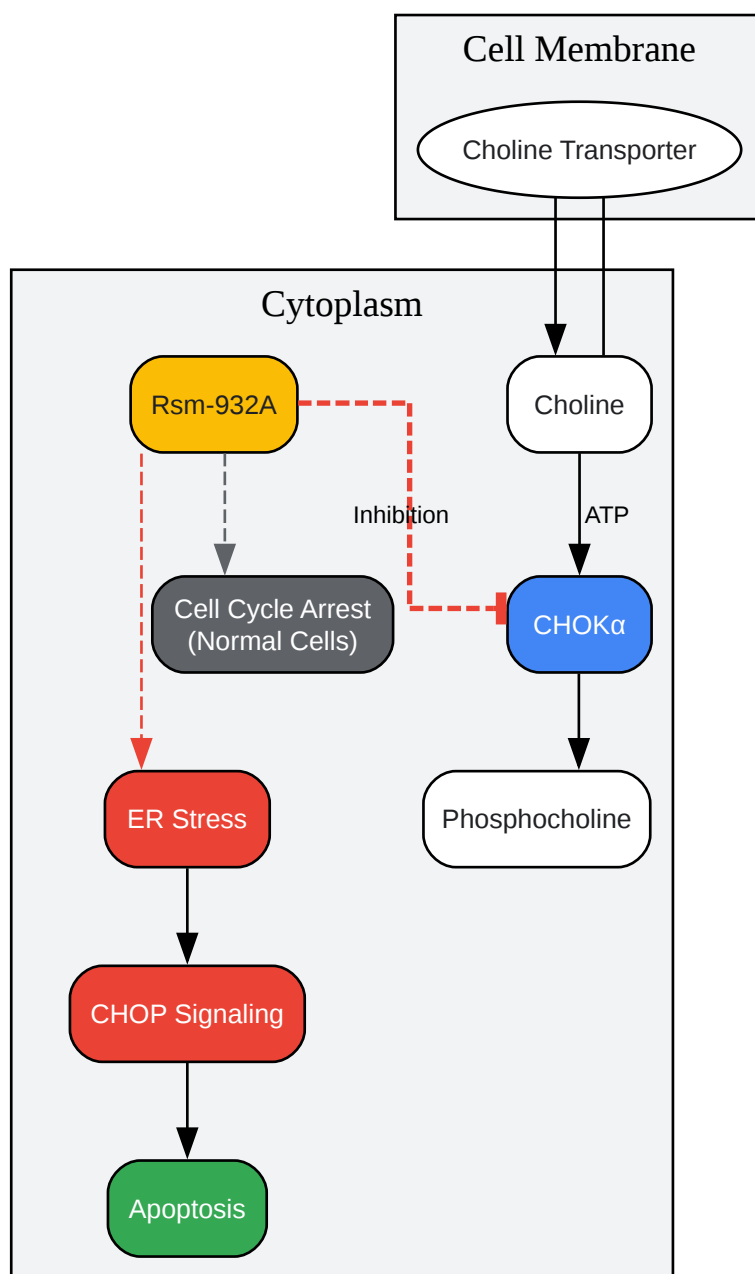 Cell Membrane
Choline Transporter
Cytoplasm
Rsm-932A
Choline
Inhibition
ATP
Cell Cycle Arrest
(Normal Cells)
CHOKα
ER Stress
Phosphocholine
CHOP Signaling
Apoptosis